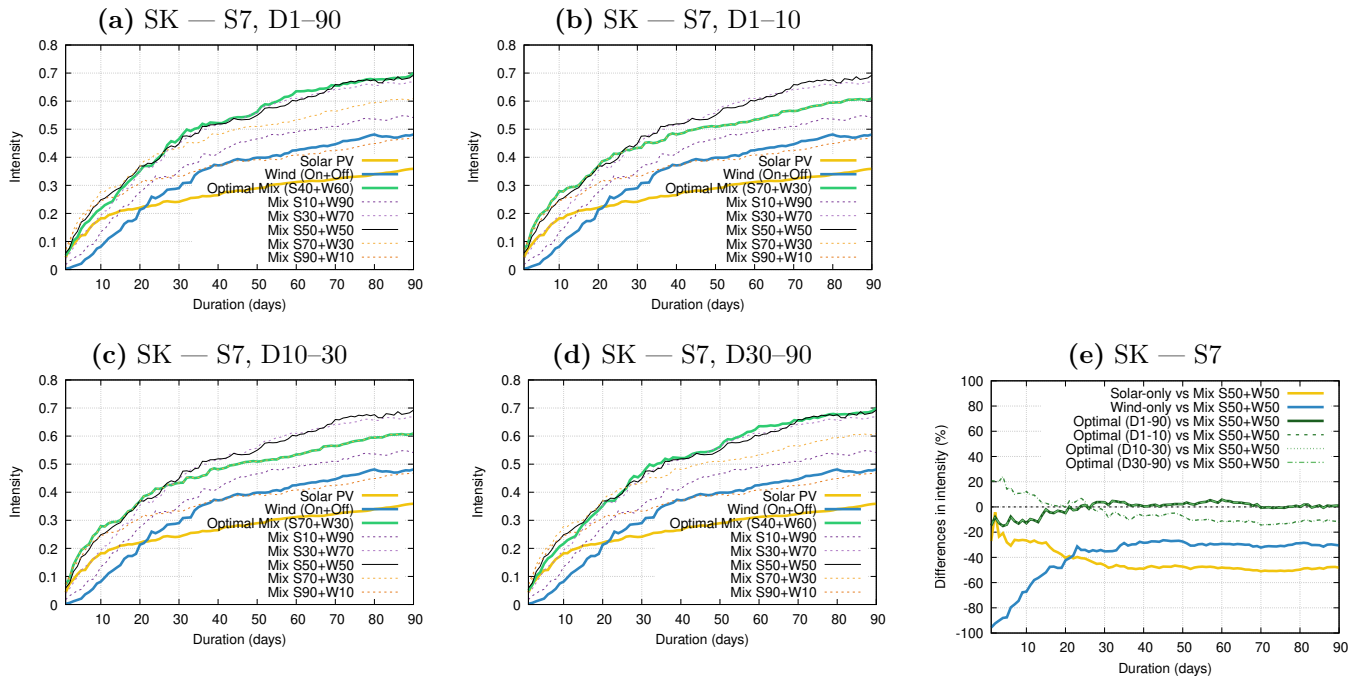 (a) SK — S7, D1–90
0.8
0.7
0.6
0.5
0.4
0.3
0.2
0.1
0
Intensity
Solar PV
Wind (On+Off)
Optimal Mix (S40+W60)
Mix S10+W90
Mix S30+W70
Mix S50+W50
Mix S70+W30
Mix S90+W10
10 20 30 40 50 60 70 80 90
Duration (days)
(b) SK — S7, D1–10
0.8
0.7
0.6
0.5
0.4
0.3
0.2
0.1
0
Intensity
Solar PV
Wind (On+Off)
Optimal Mix (S70+W30)
Mix S10+W90
Mix S30+W70
Mix S50+W50
Mix S70+W30
Mix S90+W10
10 20 30 40 50 60 70 80 90
Duration (days)
(c) SK — S7, D10–30
0.8
0.7
0.6
0.5
0.4
0.3
0.2
0.1
0
Intensity
Solar PV
Wind (On+Off)
Optimal Mix (S70+W30)
Mix S10+W90
Mix S30+W70
Mix S50+W50
Mix S70+W30
Mix S90+W10
10 20 30 40 50 60 70 80 90
Duration (days)
(d) SK — S7, D30–90
0.8
0.7
0.6
0.5
0.4
0.3
0.2
0.1
0
Intensity
Solar PV
Wind (On+Off)
Optimal Mix (S40+W60)
Mix S10+W90
Mix S30+W70
Mix S50+W50
Mix S70+W30
Mix S90+W10
10 20 30 40 50 60 70 80 90
Duration (days)
(e) SK — S7
100
80
60
40
20
0
-20
-40
-60
-80
-100
Differences in intensity (%)
Solar-only vs Mix S50+W50
Wind-only vs Mix S50+W50
Optimal (D1-90) vs Mix S50+W50
Optimal (D1-10) vs Mix S50+W50
Optimal (D10-30) vs Mix S50+W50
Optimal (D30-90) vs Mix S50+W50
10 20 30 40 50 60 70 80 90
Duration (days)